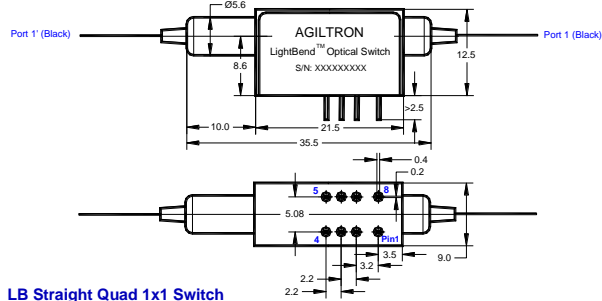 Ø5.6
Port 1' (Black)
AGILTRON
LightBend™ Optical Switch
S/N: XXXXXXXXX
Port 1 (Black)
8.6
12.5
>2.5
10.0
21.5
35.5
0.4
0.2
5
8
5.08
4
Pin1
3.5
9.0
3.2
2.2
2.2
LB Straight Quad 1x1 Switch